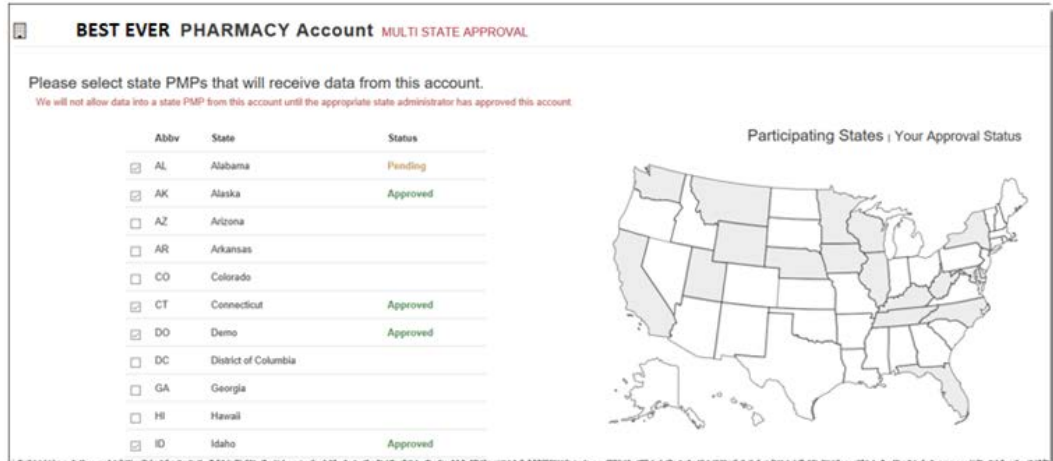 BEST EVER PHARMACY Account MULTI STATE APPROVAL
Please select state PMPs that will receive data from this account.
We will not allow data into a state PMP from this account until the appropriate state administrator has approved this account.
Abbv State Status
AL Alabama Pending
AK Alaska Approved
AZ Arizona
AR Arkansas
CO Colorado
CT Connecticut Approved
DO Demo Approved
DC District of Columbia
GA Georgia
HI Hawaii
ID Idaho Approved
Participating States | Your Approval Status